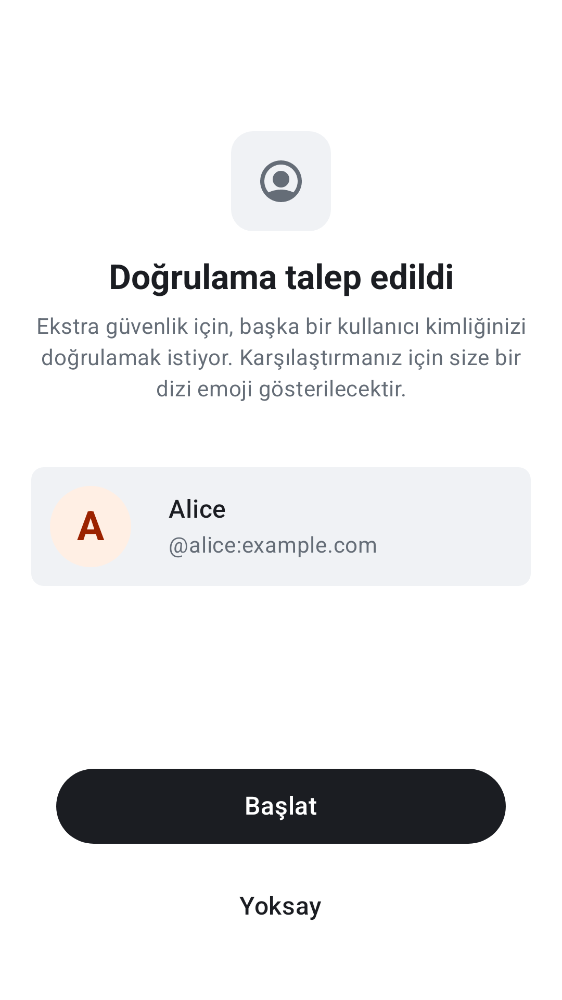 Doğrulama talep edildi
Ekstra güvenlik için, başka bir kullanıcı kimliğinizi
doğrulamak istiyor. Karşılaştırmanız için size bir
dizi emoji gösterilecektir.
A
Alice
@alice:example.com
Başlat
Yoksay